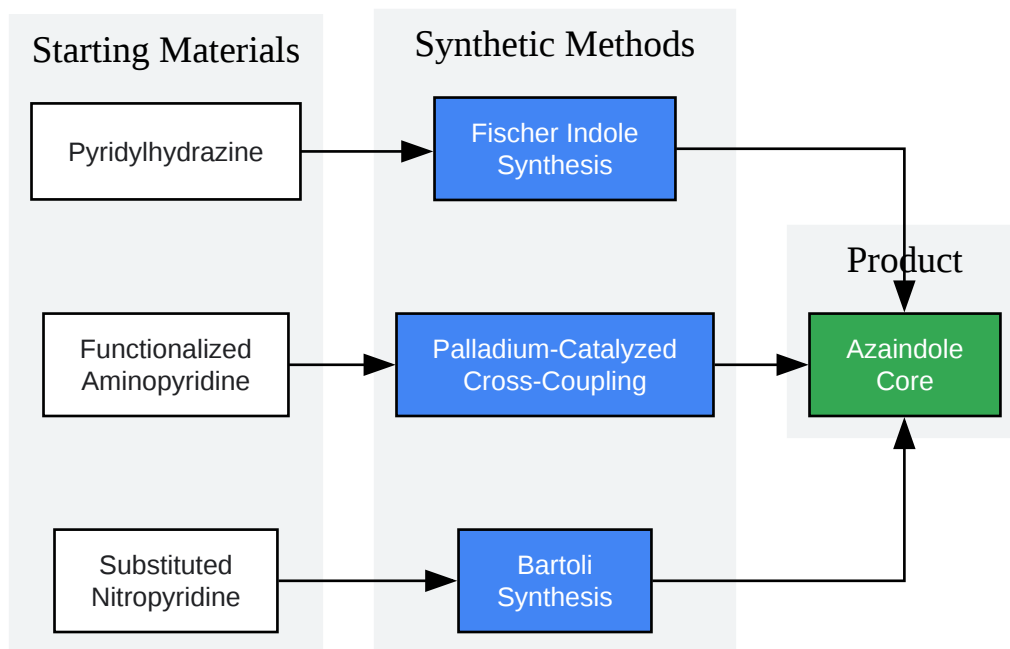 Starting Materials
Synthetic Methods
Pyridylhydrazine
Fischer Indole
Synthesis
Product
Functionalized
Aminopyridine
Palladium-Catalyzed
Cross-Coupling
Azaindole
Core
Substituted
Nitropyridine
Bartoli
Synthesis